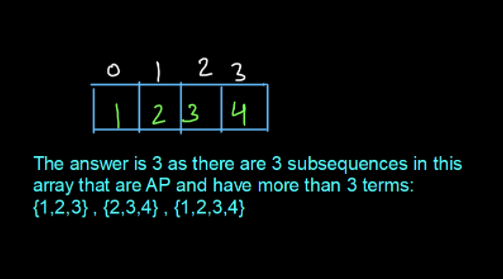 0 1 2 3
1 2 3 4
The answer is 3 as there are 3 subsequences in this
array that are AP and have more than 3 terms:
{1,2,3} , {2,3,4} , {1,2,3,4}